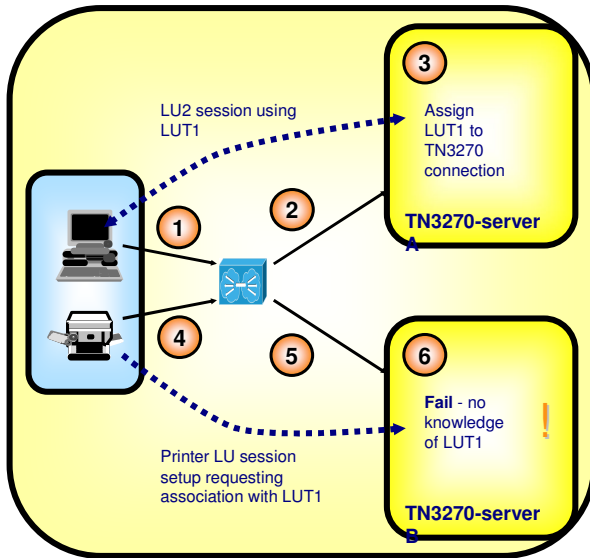 3
LU2 session using
LUT1
Assign
LUT1 to
TN3270
connection
1
2
TN3270-server
A
4
5
6
Fail - no
knowledge
of LUT1
!
Printer LU session
setup requesting
association with LUT1
TN3270-server
B